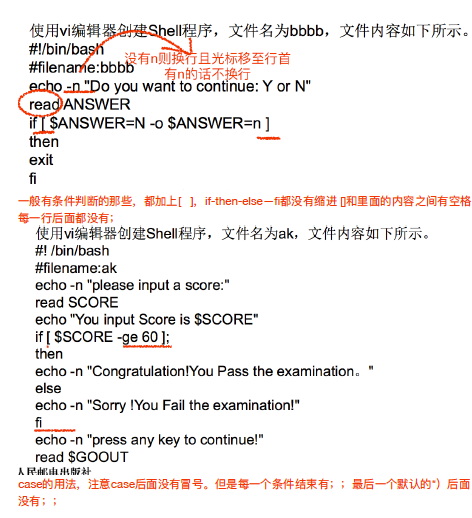 使用vi编辑器创建Shell程序，文件名为bbbb，文件内容如下所示。
#!/bin/bash
没有n则换行且光标移至行首
#filename:bbbb
有n的话不换行
echo -n "Do you want to continue: Y or N"
read ANSWER
if [ $ANSWER=N -o $ANSWER=n ]
then
exit
fi
一般有条件判断的那些，都加上[ ]，if-then-else—fi都没有缩进 []和里面的内容之间有空格
每一行后面都没有；
使用vi编辑器创建Shell程序，文件名为ak，文件内容如下所示。
#! /bin/bash
#filename:ak
echo -n "please input a score:"
read SCORE
echo "You input Score is $SCORE"
if [ $SCORE -ge 60 ];
then
echo -n "Congratulation!You Pass the examination。"
else
echo -n "Sorry !You Fail the examination!"
fi
echo -n "press any key to continue!"
read $GOOUT
人民邮电出版社
case的用法，注意case后面没有冒号。但是每一个条件结束有；；最后一个默认的*）后面
没有；；